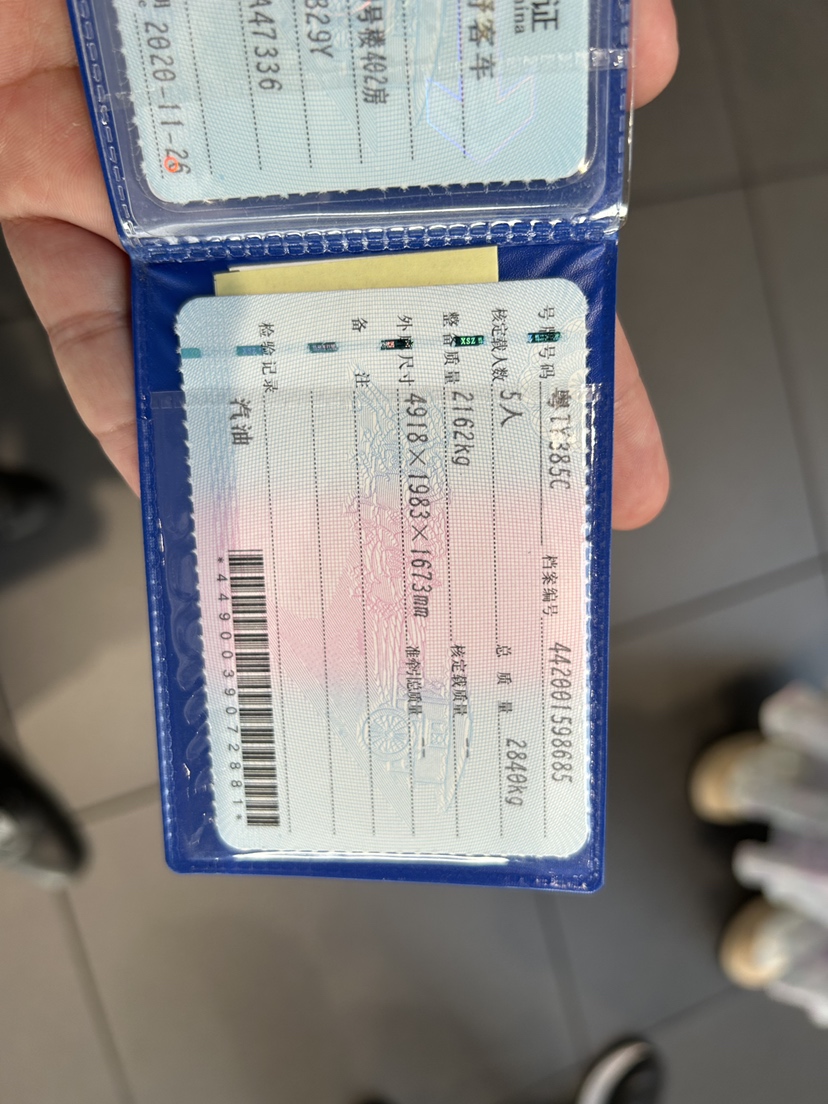 证
hina
客车
号楼402房
829Y
A47336
2020-11-26
号牌号码 粤TY385C 档案编号 442001598685
核定载人数 5人 总质量 2840kg
整备质量 2162kg 核定载质量 --
外廓尺寸 4918×1983×1673mm 准牵引总质量 --
备注
检验记录
汽油
*4490039072881*
XSZ